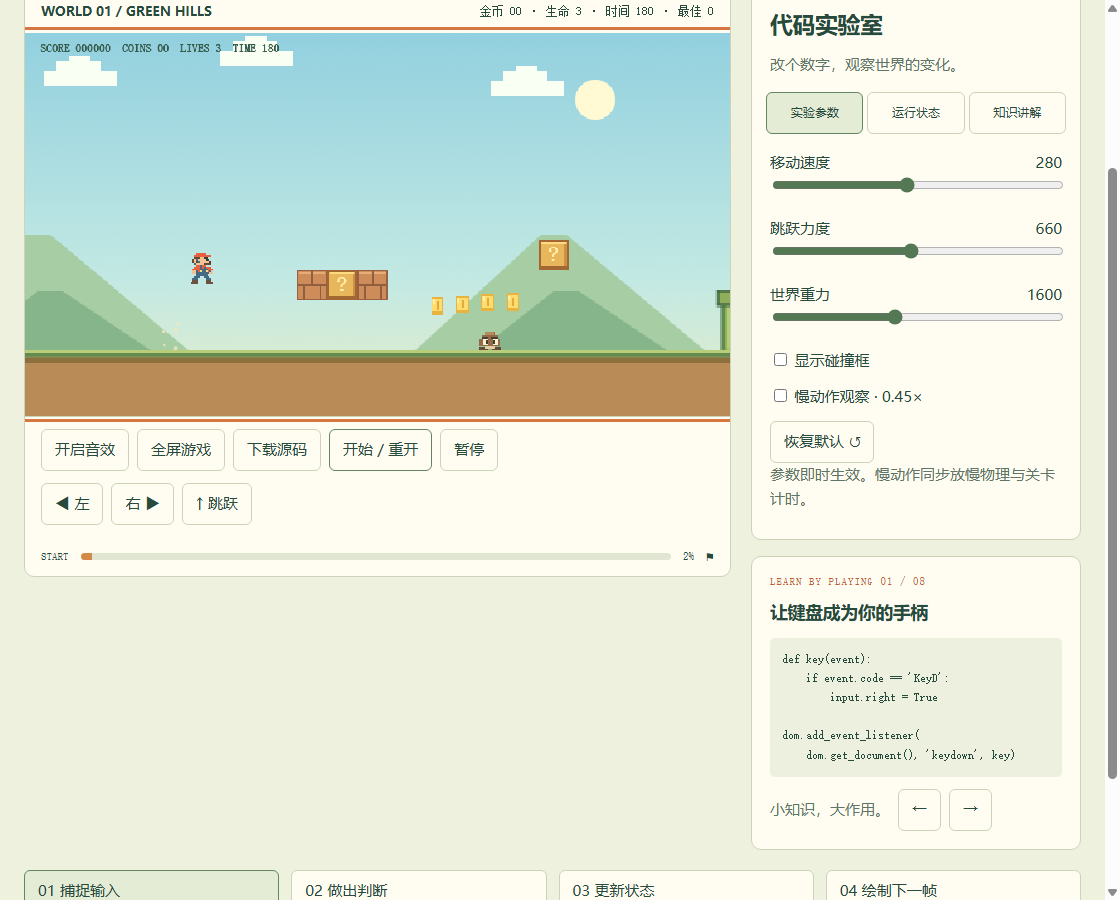 WORLD 01 / GREEN HILLS
金币 00 · 生命 3 · 时间 180 · 最佳 0
SCORE 000000 COINS 00 LIVES 3 TIME 180
?
?
开启音效
全屏游戏
下载源码
开始 / 重开
暂停
◀ 左
右 ▶
↑ 跳跃
START
2%
代码实验室
改个数字，观察世界的变化。
实验参数
运行状态
知识讲解
移动速度 280
跳跃力度 660
世界重力 1600
显示碰撞框
慢动作观察 · 0.45×
恢复默认 ↺
参数即时生效。慢动作同步放慢物理与关卡
计时。
LEARN BY PLAYING 01 / 08
让键盘成为你的手柄
def key(event):
if event.code == 'KeyD':
input.right = True
dom.add_event_listener(
dom.get_document(), 'keydown', key)
小知识，大作用。
←
→
01 捕捉输入
02 做出判断
03 更新状态
04 绘制下一帧